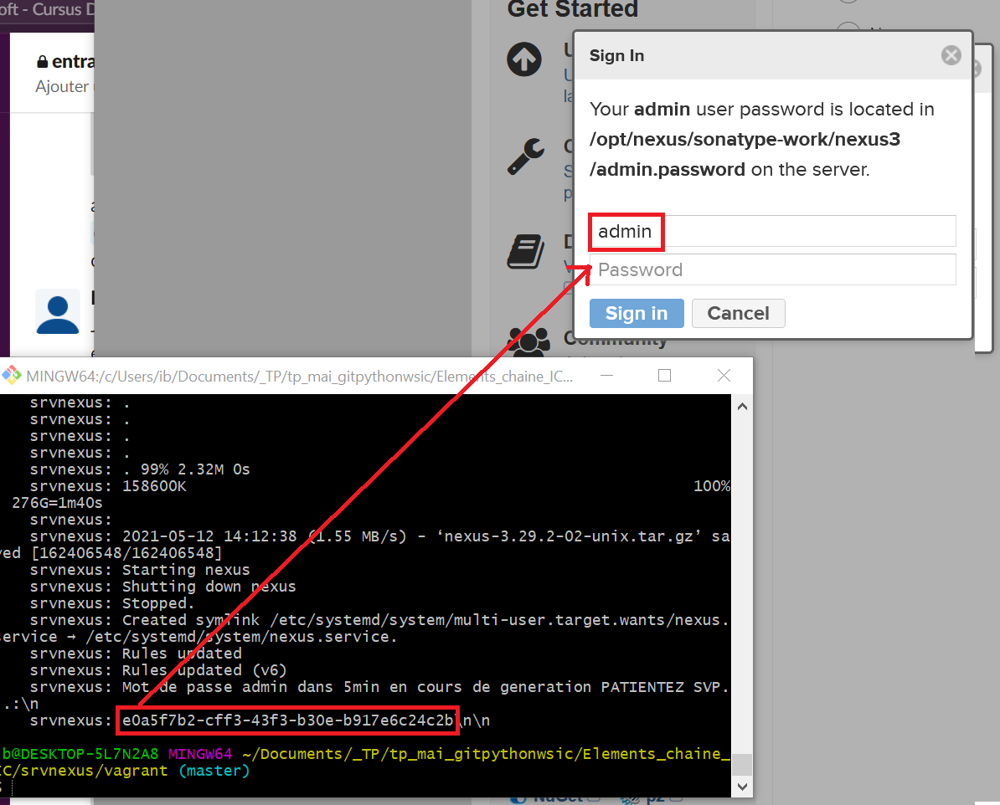 oft - Cursus D
entra
Ajouter
Get Started
Sign In
Your admin user password is located in
/opt/nexus/sonatype-work/nexus3
/admin.password on the server.
admin
Password
Sign in
Cancel
Community
MINGW64:/c/Users/ib/Documents/_TP/tp_mai_gitpythonwsic/Elements_chaine_IC...
srvnexus: .
srvnexus: .
srvnexus: .
srvnexus: .
srvnexus: . 99% 2.32M 0s
srvnexus: 158600K 100%
276G=1m40s
srvnexus:
srvnexus: 2021-05-12 14:12:38 (1.55 MB/s) - ‘nexus-3.29.2-02-unix.tar.gz’ sa
ved [162406548/162406548]
srvnexus: Starting nexus
srvnexus: Shutting down nexus
srvnexus: Stopped.
srvnexus: Created symlink /etc/systemd/system/multi-user.target.wants/nexus.
service → /etc/systemd/system/nexus.service.
srvnexus: Rules updated
srvnexus: Rules updated (v6)
srvnexus: Mot de passe admin dans 5min en cours de generation PATIENTEZ SVP.
.:\n
srvnexus: e0a5f7b2-cff3-43f3-b30e-b917e6c24c2b\n\n
b@DESKTOP-5L7N2A8 MINGW64 ~/Documents/_TP/tp_mai_gitpythonwsic/Elements_chaine_
IC/srvnexus/vagrant (master)
$
NuGet
p2